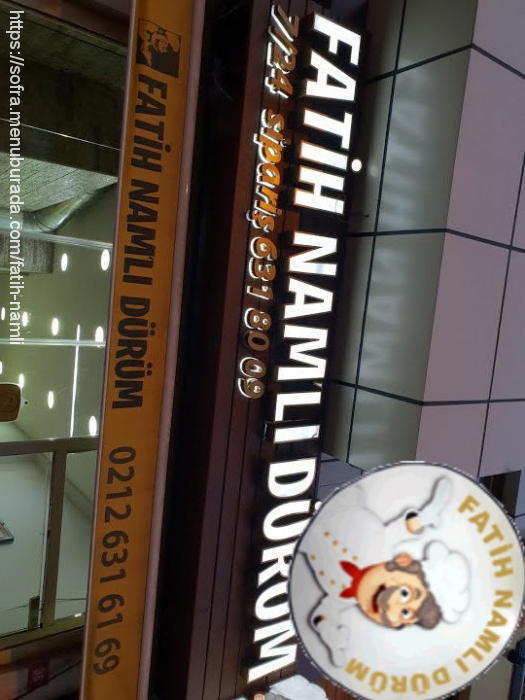 FATİH NAMLI DÜRÜM
7/24 sipariş 631 80 09
FATİH NAMLI DÜRÜM 0212 631 61 69
FATİH NAMLI DÜRÜM
https://sofra.menuburada.com/fatih-namli